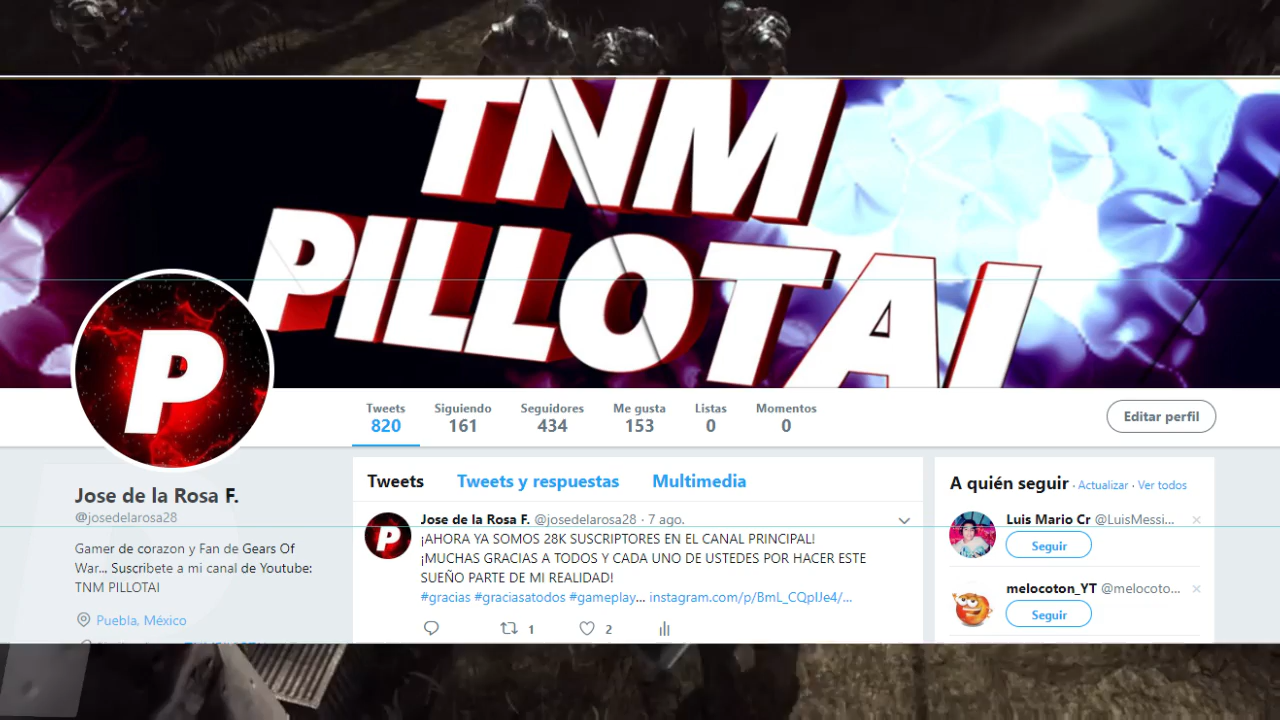 TNM
PILLOTAI
P
Tweets Siguiendo Seguidores Me gusta Listas Momentos
820 161 434 153 0 0
Editar perfil
Jose de la Rosa F.
@josedelarosa28
Gamer de corazon y Fan de Gears Of
War... Suscribete a mi canal de Youtube:
TNM PILLOTAI
Puebla, México
Tweets Tweets y respuestas Multimedia
P
Jose de la Rosa F. @josedelarosa28 · 7 ago.
¡AHORA YA SOMOS 28K SUSCRIPTORES EN EL CANAL PRINCIPAL!
¡MUCHAS GRACIAS A TODOS Y CADA UNO DE USTEDES POR HACER ESTE
SUEÑO PARTE DE MI REALIDAD!
#gracias #graciasatodos #gameplay... instagram.com/p/BmL_CQpIJe4/...
1 2
A quién seguir · Actualizar · Ver todos
Luis Mario Cr @LuisMessi...
Seguir
melocoton_YT @melocoto...
Seguir